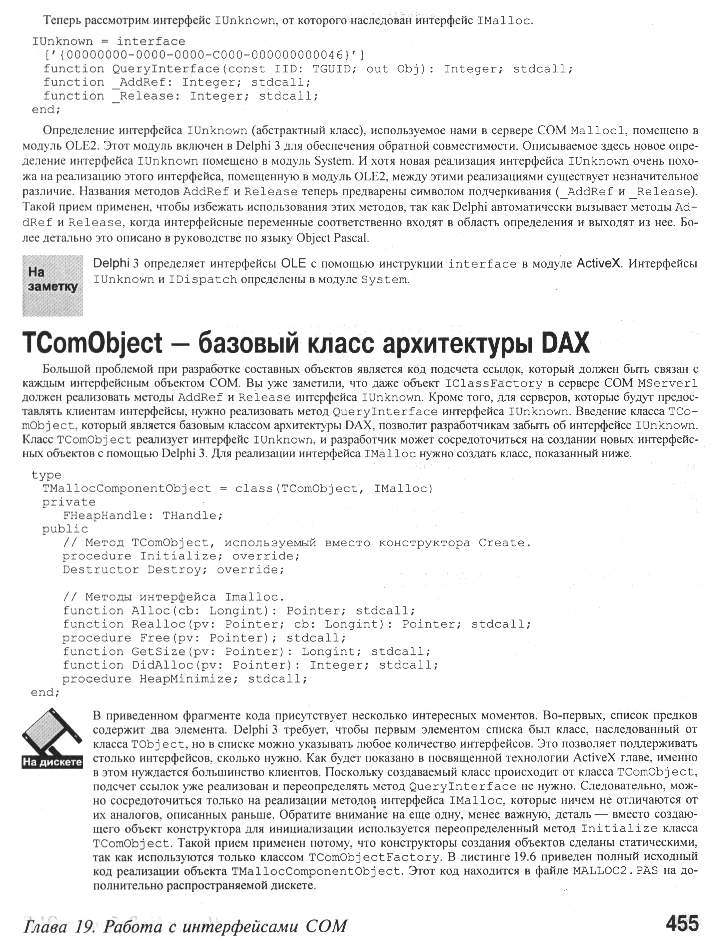 Теперь рассмотрим интерфейс IUnknown, от которого наследован интерфейс IMalloc.
IUnknown = interface
['{00000000-0000-0000-C000-000000000046}']
function QueryInterface(const IID: TGUID; out Obj): Integer; stdcall;
function _AddRef: Integer; stdcall;
function _Release: Integer; stdcall;
end;
Определение интерфейса IUnknown (абстрактный класс), используемое нами в сервере COM Malloc1, помещено в
модуль OLE2. Этот модуль включен в Delphi 3 для обеспечения обратной совместимости. Описываемое здесь новое опре-
деление интерфейса IUnknown помещено в модуль System. И хотя новая реализация интерфейса IUnknown очень похо-
жа на реализацию этого интерфейса, помещенную в модуль OLE2, между этими реализациями существует незначительное
различие. Названия методов AddRef и Release теперь предварены символом подчеркивания (_AddRef и _Release).
Такой прием применен, чтобы избежать использования этих методов, так как Delphi автоматически вызывает методы Ad-
dRef и Release, когда интерфейсные переменные соответственно входят в область определения и выходят из нее. Бо-
лее детально это описано в руководстве по языку Object Pascal.
На
заметку
Delphi 3 определяет интерфейсы OLE с помощью инструкции interface в модуле ActiveX. Интерфейсы
IUnknown и IDispatch определены в модуле System.
TComObject — базовый класс архитектуры DAX
Большой проблемой при разработке составных объектов является код подсчета ссылок, который должен быть связан с
каждым интерфейсным объектом COM. Вы уже заметили, что даже объект IClassFactory в сервере COM MServer1
должен реализовать методы AddRef и Release интерфейса IUnknown. Кроме того, для серверов, которые будут предос-
тавлять клиентам интерфейсы, нужно реализовать метод QueryInterface интерфейса IUnknown. Введение класса TCo-
mObject, который является базовым классом архитектуры DAX, позволит разработчикам забыть об интерфейсе IUnknown.
Класс TComObject реализует интерфейс IUnknown, и разработчик может сосредоточиться на создании новых интерфейс-
ных объектов с помощью Delphi 3. Для реализации интерфейса IMalloc нужно создать класс, показанный ниже.
type
TMallocComponentObject = class(TComObject, IMalloc)
private
FHeapHandle: THandle;
public
// Метод TComObject, используемый вместо конструктора Create.
procedure Initialize; override;
Destructor Destroy; override;
// Методы интерфейса Imalloc.
function Alloc(cb: Longint): Pointer; stdcall;
function Realloc(pv: Pointer; cb: Longint): Pointer; stdcall;
procedure Free(pv: Pointer); stdcall;
function GetSize(pv: Pointer): Longint; stdcall;
function DidAlloc(pv: Pointer): Integer; stdcall;
procedure HeapMinimize; stdcall;
end;
На дискете
В приведенном фрагменте кода присутствует несколько интересных моментов. Во-первых, список предков
содержит два элемента. Delphi 3 требует, чтобы первым элементом списка был класс, наследованный от
класса TObject, но в списке можно указывать любое количество интерфейсов. Это позволяет поддерживать
столько интерфейсов, сколько нужно. Как будет показано в посвященной технологии ActiveX главе, именно
в этом нуждается большинство клиентов. Поскольку создаваемый класс происходит от класса TComObject,
подсчет ссылок уже реализован и переопределять метод QueryInterface не нужно. Следовательно, мож-
но сосредоточиться только на реализации методов интерфейса IMalloc, которые ничем не отличаются от
их аналогов, описанных раньше. Обратите внимание на еще одну, менее важную, деталь — вместо создаю-
щего объект конструктора для инициализации используется переопределенный метод Initialize класса
TComObject. Такой прием применен потому, что конструкторы создания объектов сделаны статическими,
так как используются только классом TComObjectFactory. В листинге 19.6 приведен полный исходный
код реализации объекта TMallocComponentObject. Этот код находится в файле MALLOC2.PAS на до-
полнительно распространяемой дискете.
Глава 19. Работа с интерфейсами COM
455